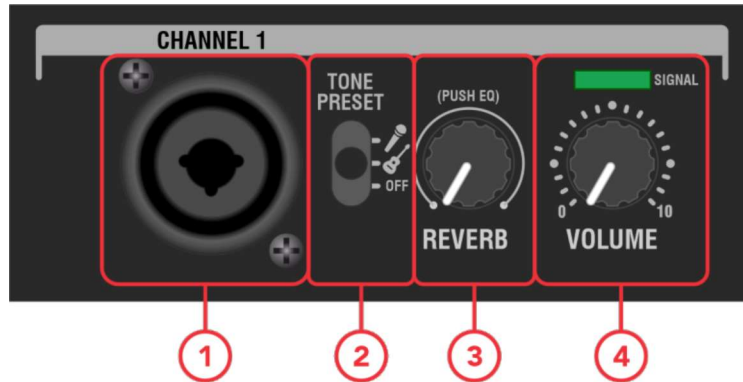 CHANNEL 1
TONE
PRESET
OFF
(PUSH EQ)
REVERB
SIGNAL
0
10
VOLUME
1
2
3
4